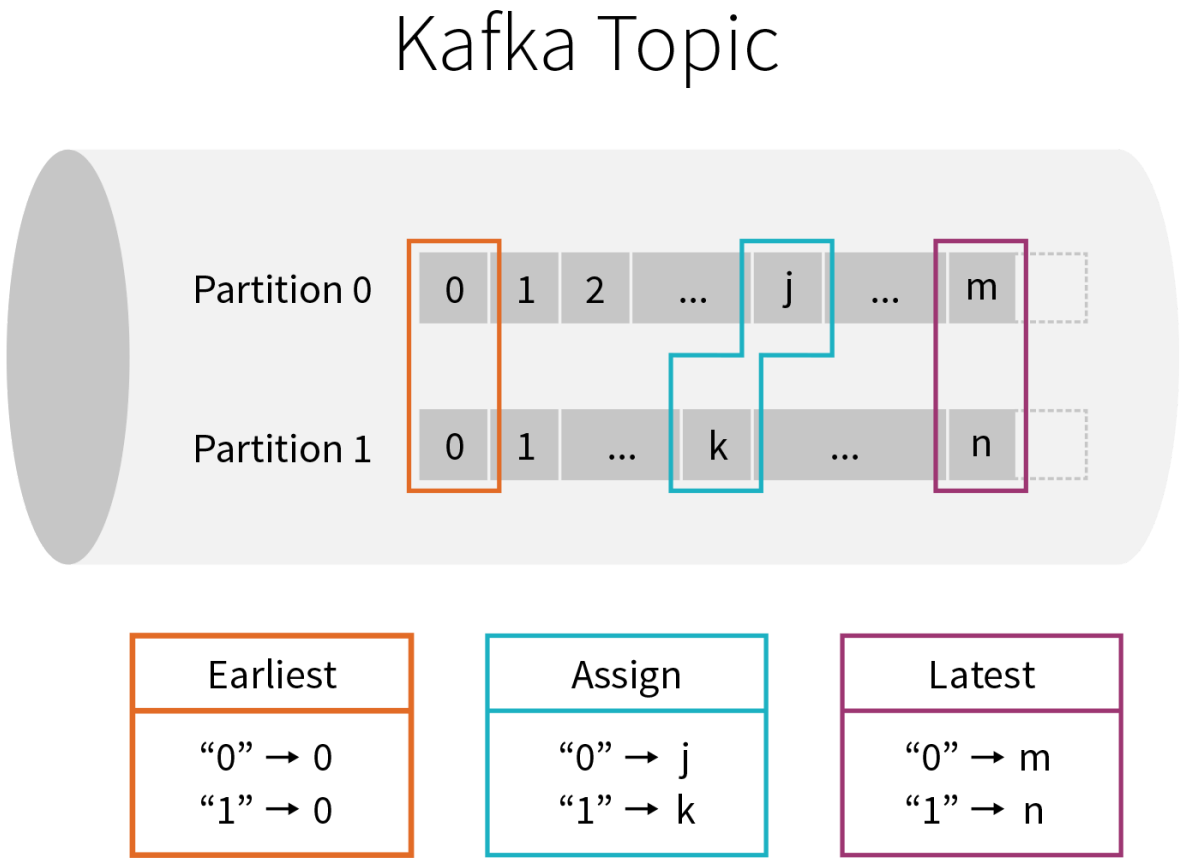 Kafka Topic
Partition 0 0 1 2 ... j ... m
Partition 1 0 1 ... k ... n
Earliest
“0” → 0
“1” → 0
Assign
“0” → j
“1” → k
Latest
“0” → m
“1” → n